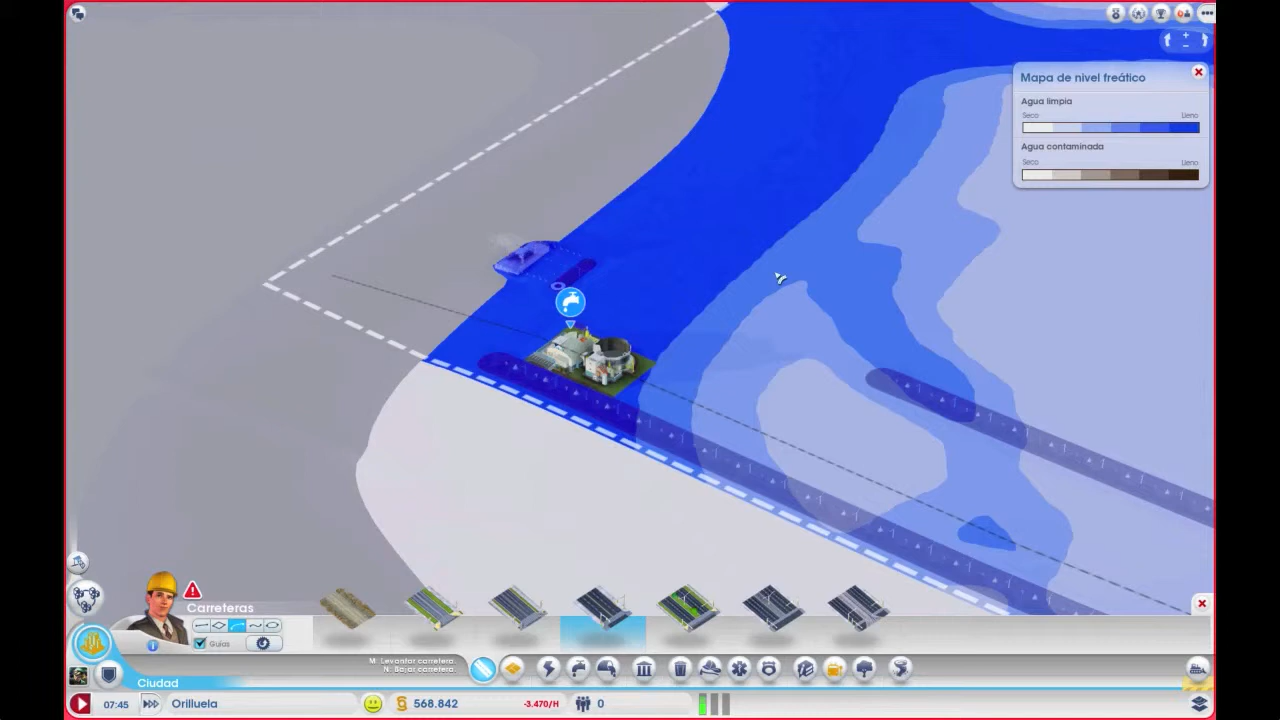 Mapa de nivel freático
Agua limpia
Seco Lleno
Agua contaminada
Seco Lleno
Carreteras
Guías
M: Levantar carretera.
N: Bajar carretera.
Ciudad
07:45 Orilluela 568.842 -3.470/H 0